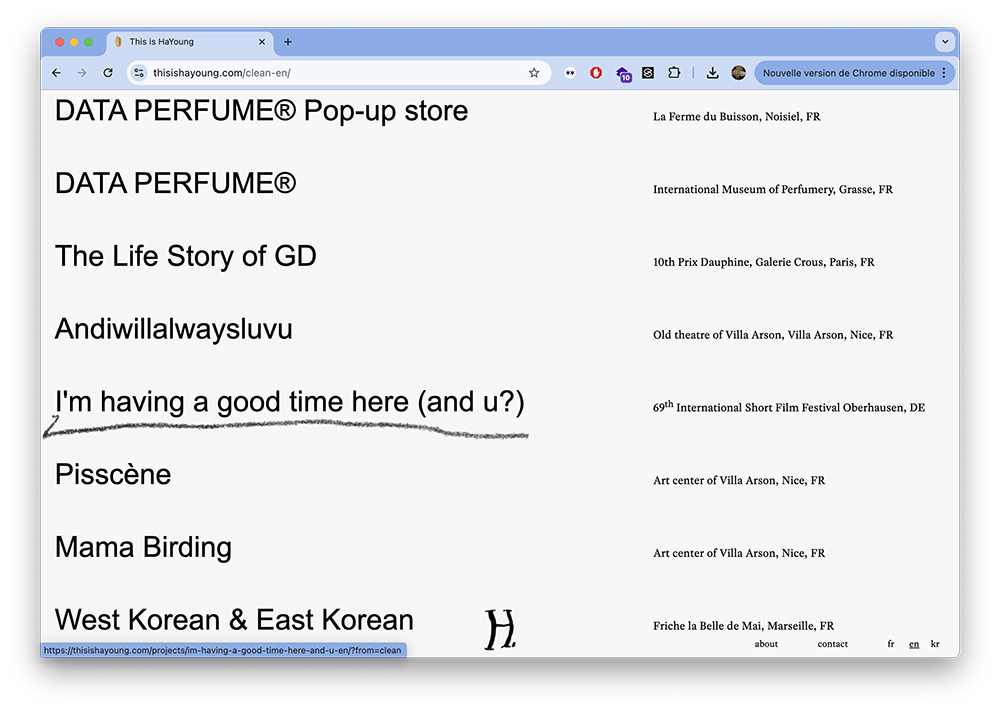 This is HaYoung
thisishayoung.com/clean-en/
10
Nouvelle version de Chrome disponible
DATA PERFUME® Pop-up store
La Ferme du Buisson, Noisiel, FR
DATA PERFUME®
International Museum of Perfumery, Grasse, FR
The Life Story of GD
10th Prix Dauphine, Galerie Crous, Paris, FR
Andiwillalwaysluvu
Old theatre of Villa Arson, Villa Arson, Nice, FR
I'm having a good time here (and u?)
69th International Short Film Festival Oberhausen, DE
Pisscène
Art center of Villa Arson, Nice, FR
Mama Birding
Art center of Villa Arson, Nice, FR
West Korean & East Korean
H.
Friche la Belle de Mai, Marseille, FR
https://thisishayoung.com/projects/im-having-a-good-time-here-and-u-en/?from=clean
about contact fr en kr